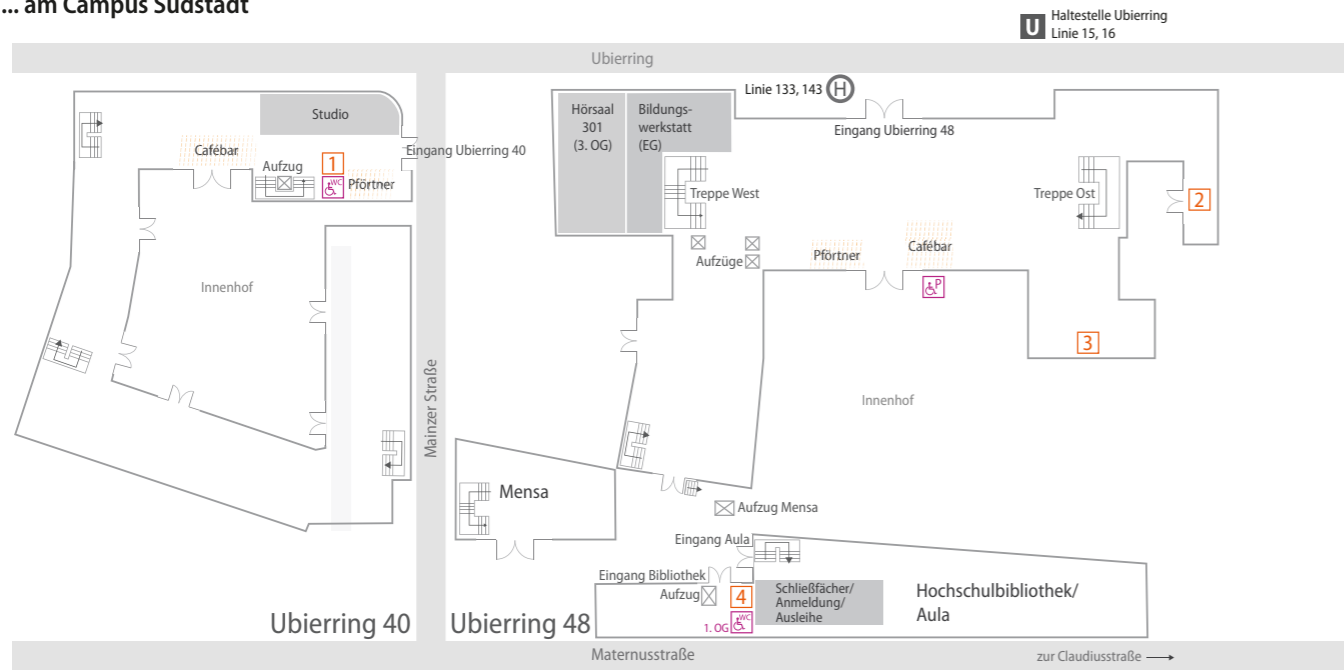 ... am Campus Südstadt
U
Haltestelle Ubierring
Linie 15, 16
Ubierring
Linie 133, 143 H
Studio
Hörsaal
301
(3. OG)
Bildungs-
werkstatt
(EG)
Eingang Ubierring 48
Cafébar
Eingang Ubierring 40
Aufzug
1
WC
Pförtner
Treppe West
Treppe Ost
2
Aufzüge
Pförtner
Cafébar
P
Innenhof
3
Mainzer Straße
Innenhof
Mensa
Aufzug Mensa
Eingang Aula
Eingang Bibliothek
Aufzug
4
Schließfächer/
Anmeldung/
Ausleihe
Hochschulbibliothek/
Aula
1. OG
WC
Ubierring 40
Ubierring 48
Maternusstraße
zur Claudiusstraße